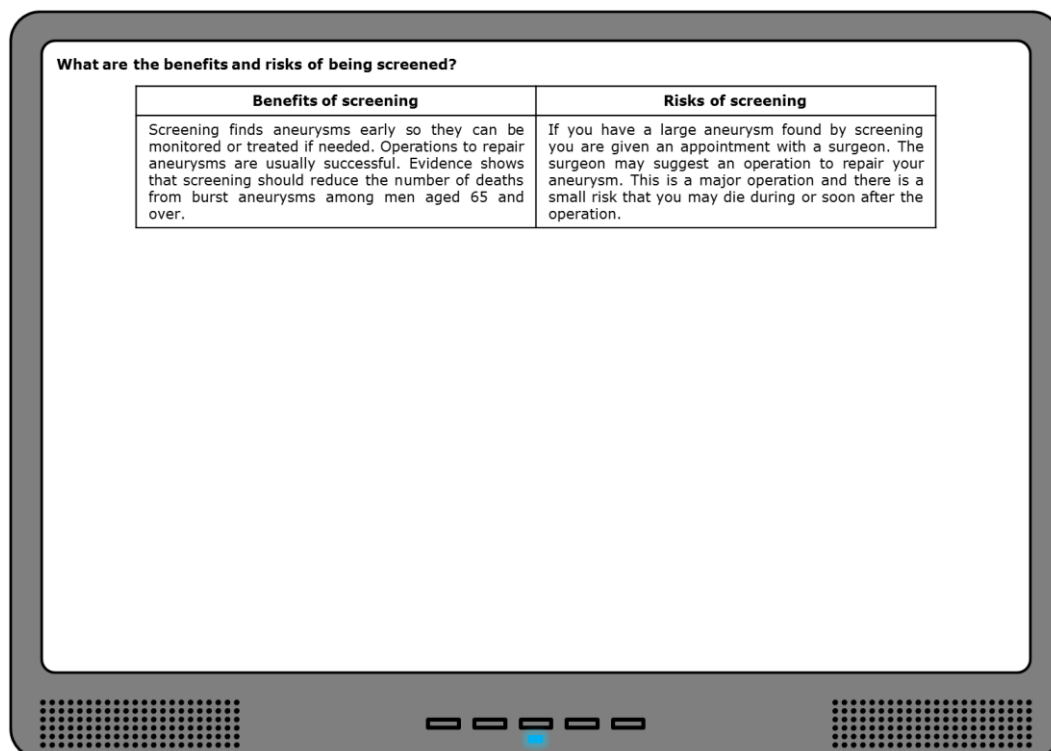 What are the benefits and risks of being screened?
Benefits of screening
Risks of screening
Screening finds aneurysms early so they can be
monitored or treated if needed. Operations to repair
aneurysms are usually successful. Evidence shows
that screening should reduce the number of deaths
from burst aneurysms among men aged 65 and
over.
If you have a large aneurysm found by screening
you are given an appointment with a surgeon. The
surgeon may suggest an operation to repair your
aneurysm. This is a major operation and there is a
small risk that you may die during or soon after the
operation.